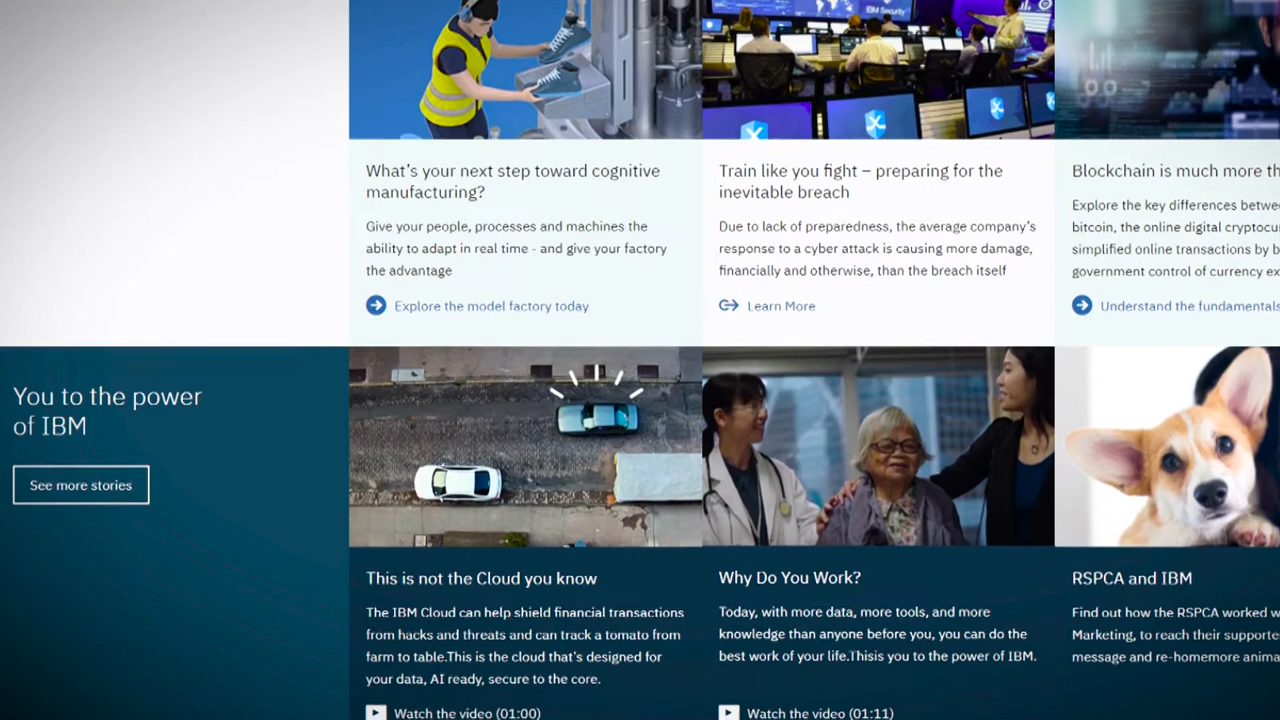 IBM Security
What's your next step toward cognitive
manufacturing?
Give your people, processes and machines the
ability to adapt in real time - and give your factory
the advantage
Explore the model factory today
Train like you fight – preparing for the
inevitable breach
Due to lack of preparedness, the average company's
response to a cyber attack is causing more damage,
financially and otherwise, than the breach itself
Learn More
Blockchain is much more th
Explore the key differences betwe
bitcoin, the online digital cryptocu
simplified online transactions by b
government control of currency ex
Understand the fundamentals
You to the power
of IBM
See more stories
This is not the Cloud you know
The IBM Cloud can help shield financial transactions
from hacks and threats and can track a tomato from
farm to table.This is the cloud that's designed for
your data, AI ready, secure to the core.
Watch the video (01:00)
Why Do You Work?
Today, with more data, more tools, and more
knowledge than anyone before you, you can do the
best work of your life.Thisis you to the power of IBM.
Watch the video (01:11)
RSPCA and IBM
Find out how the RSPCA worked w
Marketing, to reach their supporte
message and re-homemore anima